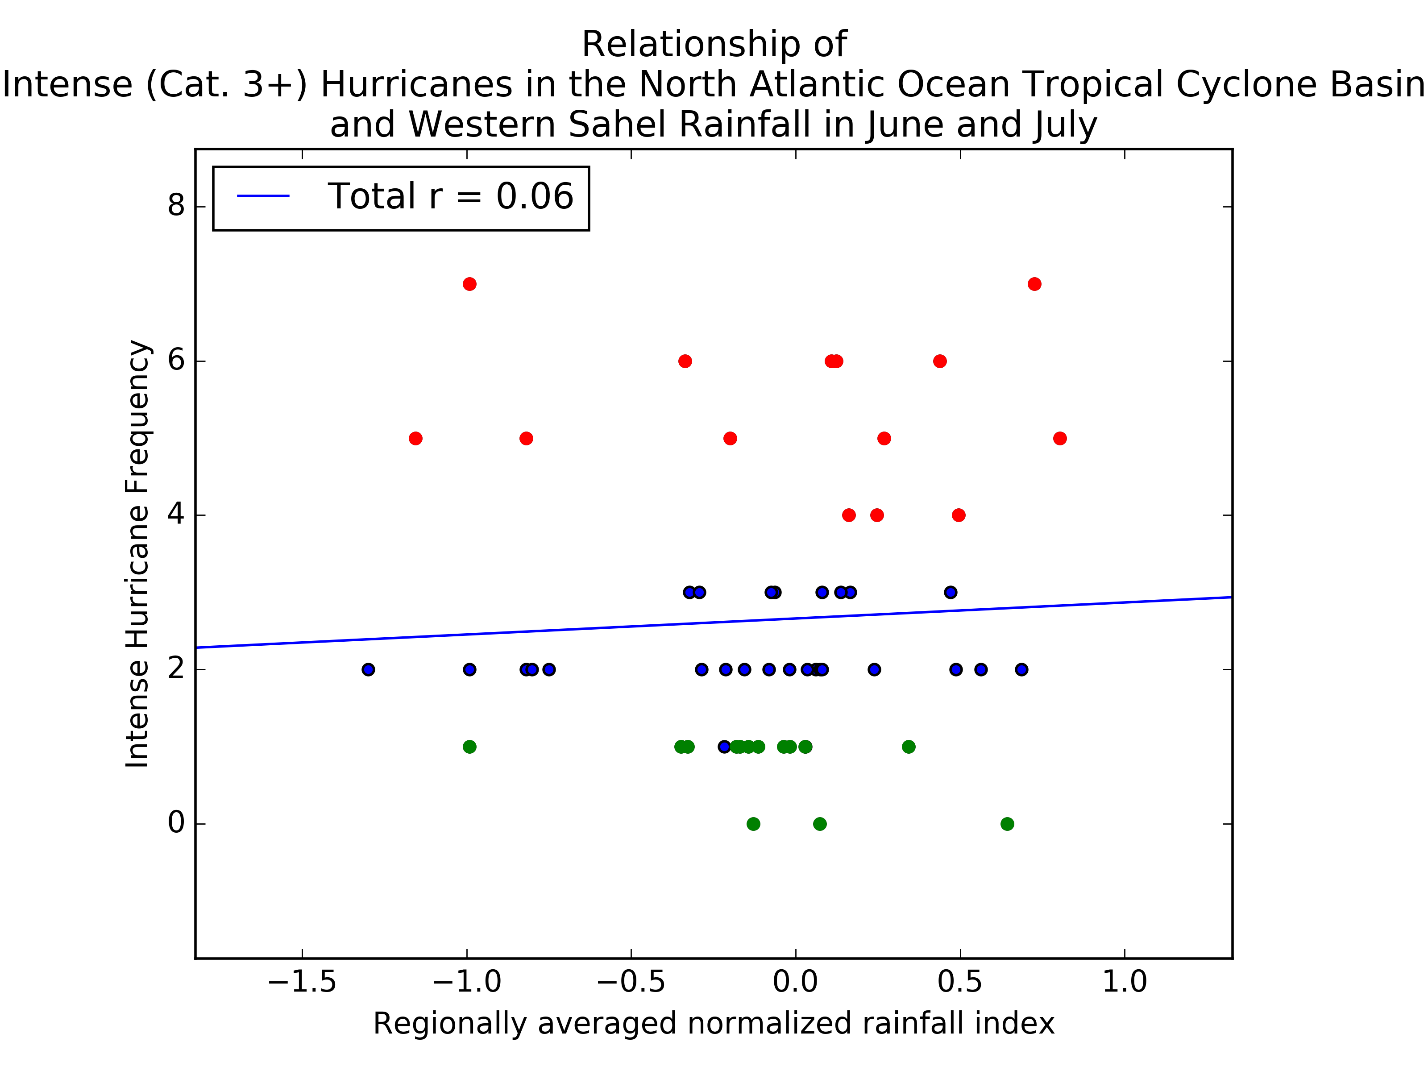 Relationship of
Intense (Cat. 3+) Hurricanes in the North Atlantic Ocean Tropical Cyclone Basin
and Western Sahel Rainfall in June and July
Total r = 0.06
8
6
4
2
0
Intense Hurricane Frequency
−1.5 −1.0 −0.5 0.0 0.5 1.0
Regionally averaged normalized rainfall index